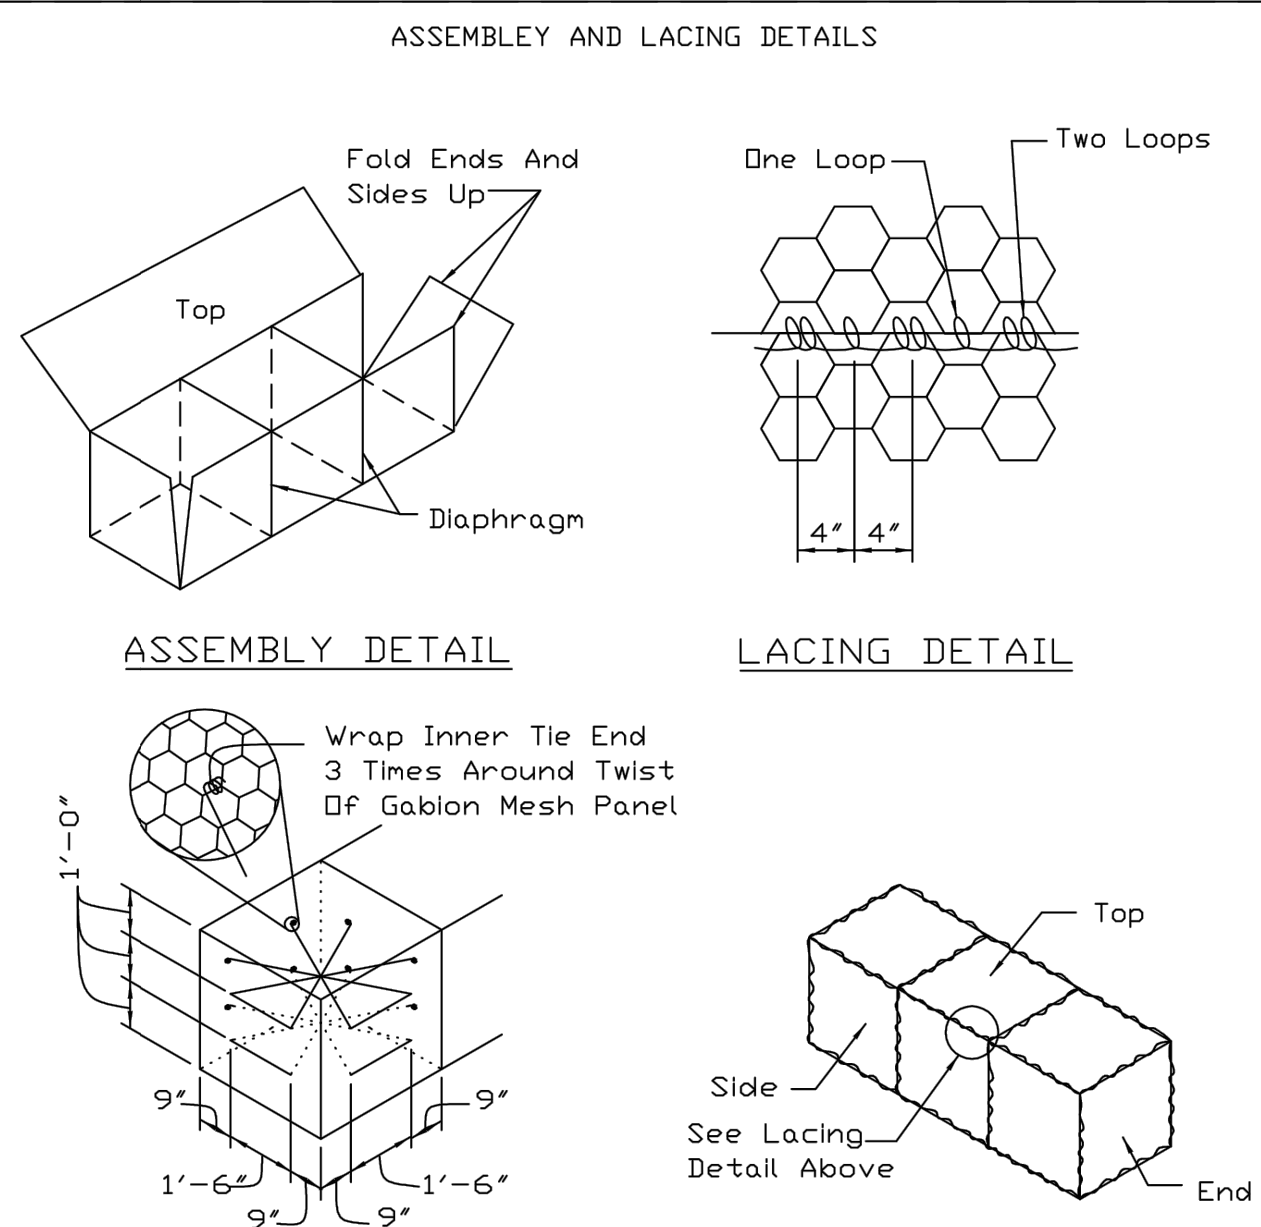 ASSEMBLEY AND LACING DETAILS
Fold Ends And
Sides Up
Top
Diaphragm
ASSEMBLY DETAIL
One Loop
Two Loops
4" 4"
LACING DETAIL
Wrap Inner Tie End
3 Times Around Twist
Of Gabion Mesh Panel
1'-0"
9" 9"
1'-6" 1'-6"
9" 9"
Top
Side
See Lacing
Detail Above
End